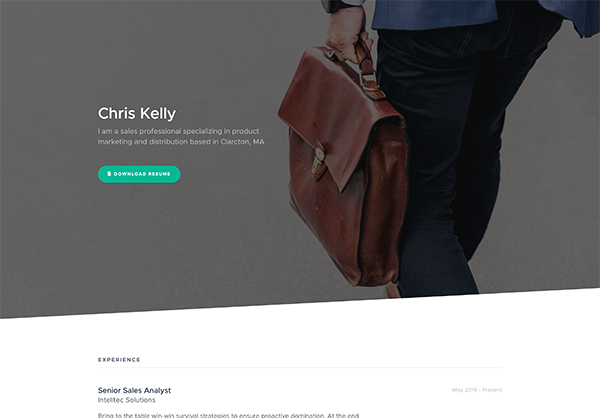 Chris Kelly
I am a sales professional specializing in product
marketing and distribution based in Clarcton, MA
DOWNLOAD RESUME
EXPERIENCE
Senior Sales Analyst
May 2019 - Present
Intelitec Solutions
Bring to the table win-win survival strategies to ensure proactive domination. At the end